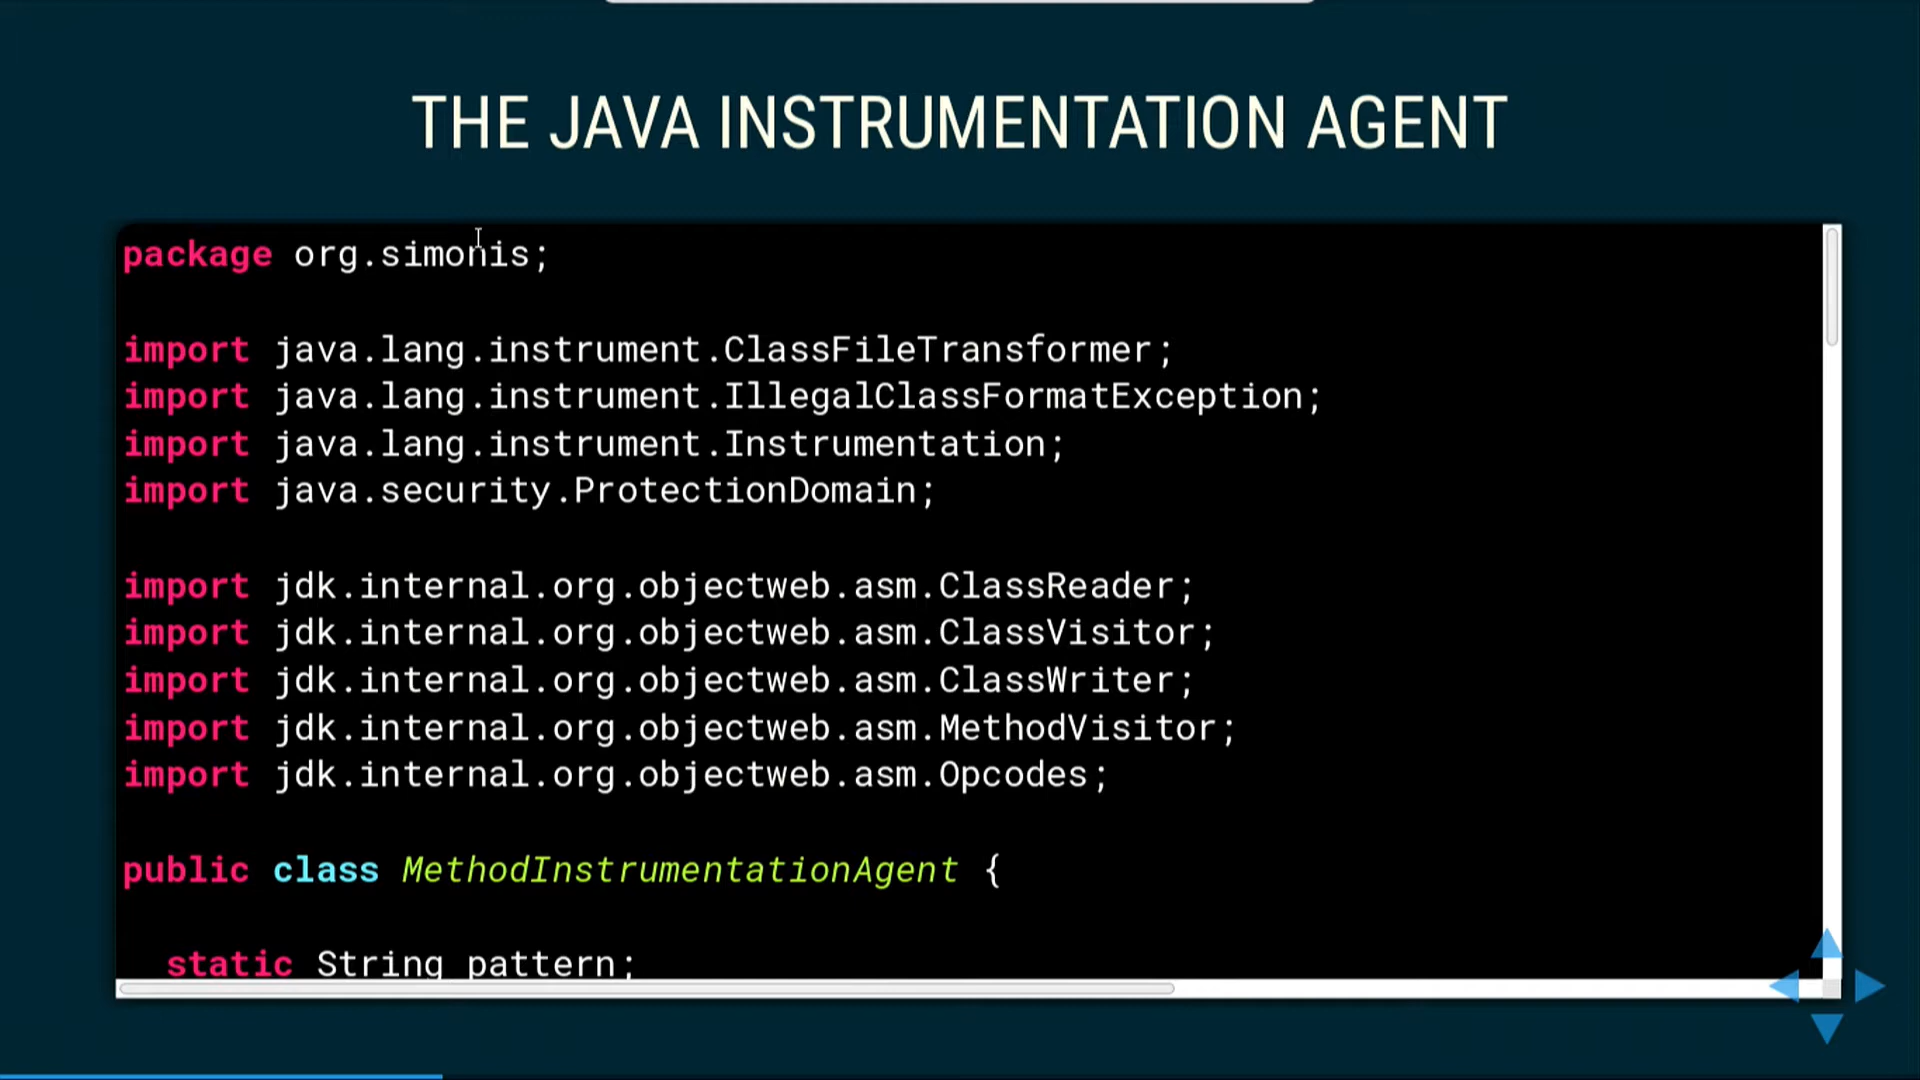 THE JAVA INSTRUMENTATION AGENT
package org.simonis;
import java.lang.instrument.ClassFileTransformer;
import java.lang.instrument.IllegalClassFormatException;
import java.lang.instrument.Instrumentation;
import java.security.ProtectionDomain;
import jdk.internal.org.objectweb.asm.ClassReader;
import jdk.internal.org.objectweb.asm.ClassVisitor;
import jdk.internal.org.objectweb.asm.ClassWriter;
import jdk.internal.org.objectweb.asm.MethodVisitor;
import jdk.internal.org.objectweb.asm.Opcodes;
public class MethodInstrumentationAgent {
static String pattern;